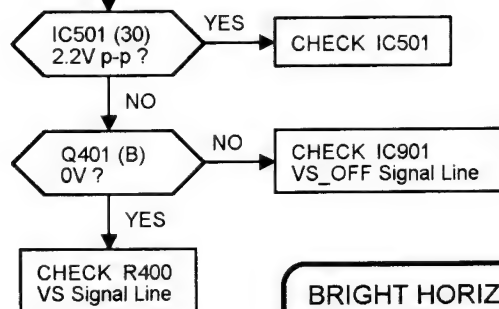 IC501 (30)
2.2V p-p ?
YES
CHECK IC501
NO
Q401 (B)
0V ?
NO
CHECK IC901
VS_OFF Signal Line
YES
CHECK R400
VS Signal Line
BRIGHT